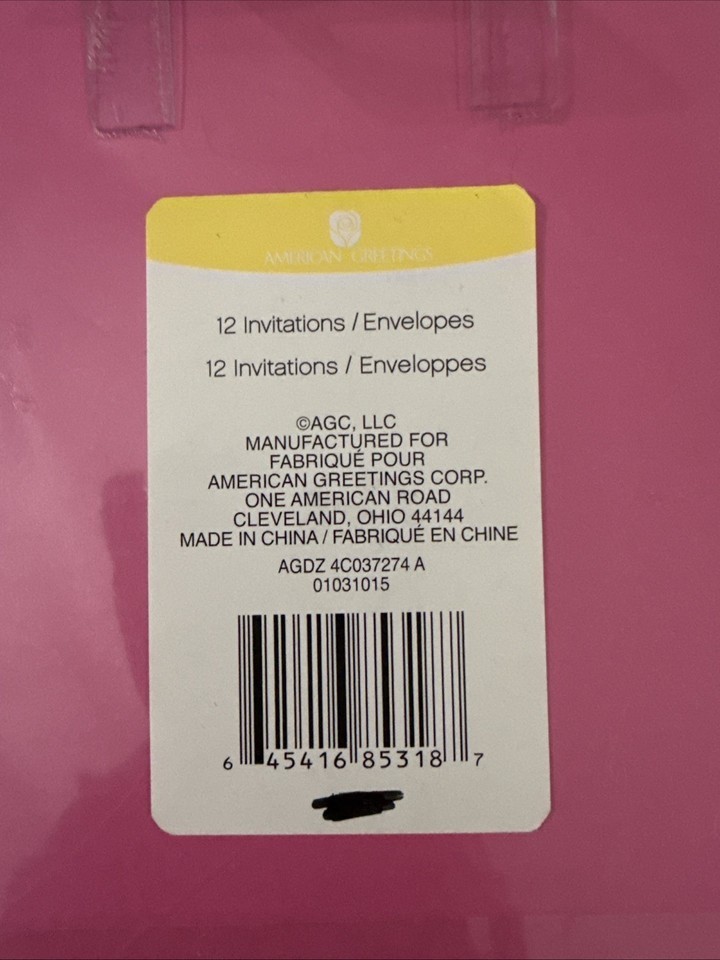 AMERICAN GREETINGS
12 Invitations / Envelopes
12 Invitations / Enveloppes
©AGC, LLC
MANUFACTURED FOR
FABRIQUÉ POUR
AMERICAN GREETINGS CORP.
ONE AMERICAN ROAD
CLEVELAND, OHIO 44144
MADE IN CHINA / FABRIQUÉ EN CHINE
AGDZ 4C037274 A
01031015
6 45416 85318 7